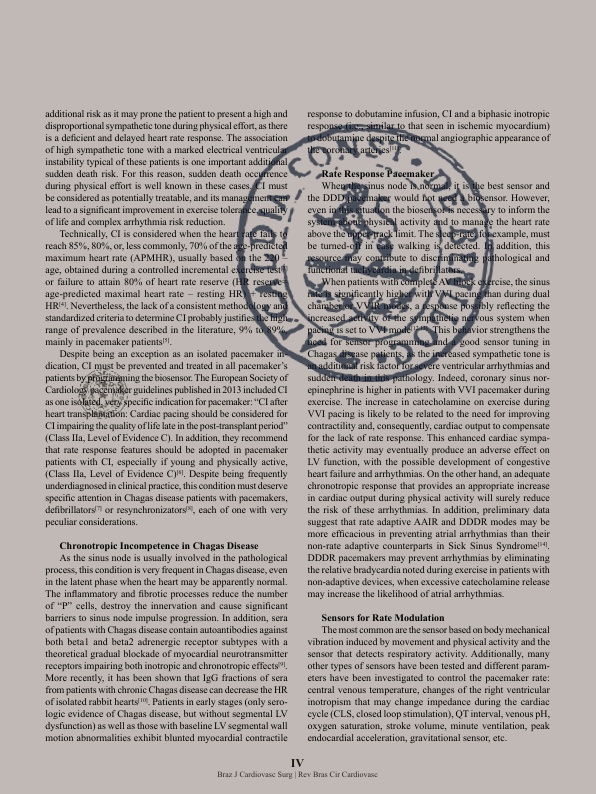 additional risk as it may prone the patient to present a high and
disproportional sympathetic tone during physical effort, as there
is a deficient and delayed heart rate response. The association
of high sympathetic tone with a marked electrical ventricular
instability typical of these patients is one important additional
sudden death risk. For this reason, sudden death occurrence
during physical effort is well known in these cases. CI must
be considered as potentially treatable, and its management can
lead to a significant improvement in exercise tolerance, quality
of life and complex arrhythmia risk reduction.
Technically, CI is considered when the heart rate fails to
reach 85%, 80%, or, less commonly, 70% of the age-predicted
maximum heart rate (APMHR), usually based on the 220 –
age, obtained during a controlled incremental exercise test
or failure to attain 80% of heart rate reserve (HR reserve=
age-predicted maximal heart rate – resting HR) – resting
HR[4]. Nevertheless, the lack of a consistent methodology and
standardized criteria to determine CI probably justifies the high
range of prevalence described in the literature, 9% to 89%,
mainly in pacemaker patients[5].
Despite being an exception as an isolated pacemaker in-
dication, CI must be prevented and treated in all pacemaker's
patients by programming the biosensor. The European Society of
Cardiology pacemaker guidelines published in 2013 included CI
as one isolated, very specific indication for pacemaker: “CI after
heart transplantation: Cardiac pacing should be considered for
CI impairing the quality of life late in the post-transplant period”
(Class IIa, Level of Evidence C). In addition, they recommend
that rate response features should be adopted in pacemaker
patients with CI, especially if young and physically active,
(Class IIa, Level of Evidence C)[6]. Despite being frequently
underdiagnosed in clinical practice, this condition must deserve
specific attention in Chagas disease patients with pacemakers,
defibrillators[7] or resynchronizators[8], each of one with very
peculiar considerations.
Chronotropic Incompetence in Chagas Disease
As the sinus node is usually involved in the pathological
process, this condition is very frequent in Chagas disease, even
in the latent phase when the heart may be apparently normal.
The inflammatory and fibrotic processes reduce the number
of “P” cells, destroy the innervation and cause significant
barriers to sinus node impulse progression. In addition, sera
of patients with Chagas disease contain autoantibodies against
both beta1 and beta2 adrenergic receptor subtypes with a
theoretical gradual blockade of myocardial neurotransmitter
receptors impairing both inotropic and chronotropic effects[9].
More recently, it has been shown that IgG fractions of sera
from patients with chronic Chagas disease can decrease the HR
of isolated rabbit hearts[10]. Patients in early stages (only sero-
logic evidence of Chagas disease, but without segmental LV
dysfunction) as well as those with baseline LV segmental wall
motion abnormalities exhibit blunted myocardial contractile
response to dobutamine infusion, CI and a biphasic inotropic
response (i.e., similar to that seen in ischemic myocardium)
to dobutamine despite the normal angiographic appearance of
the coronary arteries
Rate Response Pacemaker
When the sinus node is normal, it is the best sensor and
the DDD pacemaker would not need a biosensor. However,
even in this situation the biosensor is necessary to inform the
system about physical activity and to manage the heart rate
above the upper-track limit. The sleep-rate, for example, must
be turned-off in case walking is detected. In addition, this
resource may contribute to discriminating pathological and
functional tachycardia in defibrillators.
When patients with complete AV block exercise, the sinus
rate is significantly higher with VVI pacing than during dual
chamber or VVIR modes, a response possibly reflecting the
increased activity of the sympathetic nervous system when
pacing is set to VVI mode This behavior strengthens the
need for sensor programming and a good sensor tuning in
Chagas disease patients, as the increased sympathetic tone is
an additional risk factor for severe ventricular arrhythmias and
sudden death in this pathology. Indeed, coronary sinus nor-
epinephrine is higher in patients with VVI pacemaker during
exercise. The increase in catecholamine on exercise during
VVI pacing is likely to be related to the need for improving
contractility and, consequently, cardiac output to compensate
for the lack of rate response. This enhanced cardiac sympa-
thetic activity may eventually produce an adverse effect on
LV function, with the possible development of congestive
heart failure and arrhythmias. On the other hand, an adequate
chronotropic response that provides an appropriate increase
in cardiac output during physical activity will surely reduce
the risk of these arrhythmias. In addition, preliminary data
suggest that rate adaptive AAIR and DDDR modes may be
more efficacious in preventing atrial arrhythmias than their
non-rate adaptive counterparts in Sick Sinus Syndrome[14].
DDDR pacemakers may prevent arrhythmias by eliminating
the relative bradycardia noted during exercise in patients with
non-adaptive devices, when excessive catecholamine release
may increase the likelihood of atrial arrhythmias.
Sensors for Rate Modulation
The most common are the sensor based on body mechanical
vibration induced by movement and physical activity and the
sensor that detects respiratory activity. Additionally, many
other types of sensors have been tested and different param-
eters have been investigated to control the pacemaker rate:
central venous temperature, changes of the right ventricular
inotropism that may change impedance during the cardiac
cycle (CLS, closed loop stimulation), QT interval, venous pH,
oxygen saturation, stroke volume, minute ventilation, peak
endocardial acceleration, gravitational sensor, etc.
IV
Braz J Cardiovasc Surg | Rev Bras Cir Cardiovasc